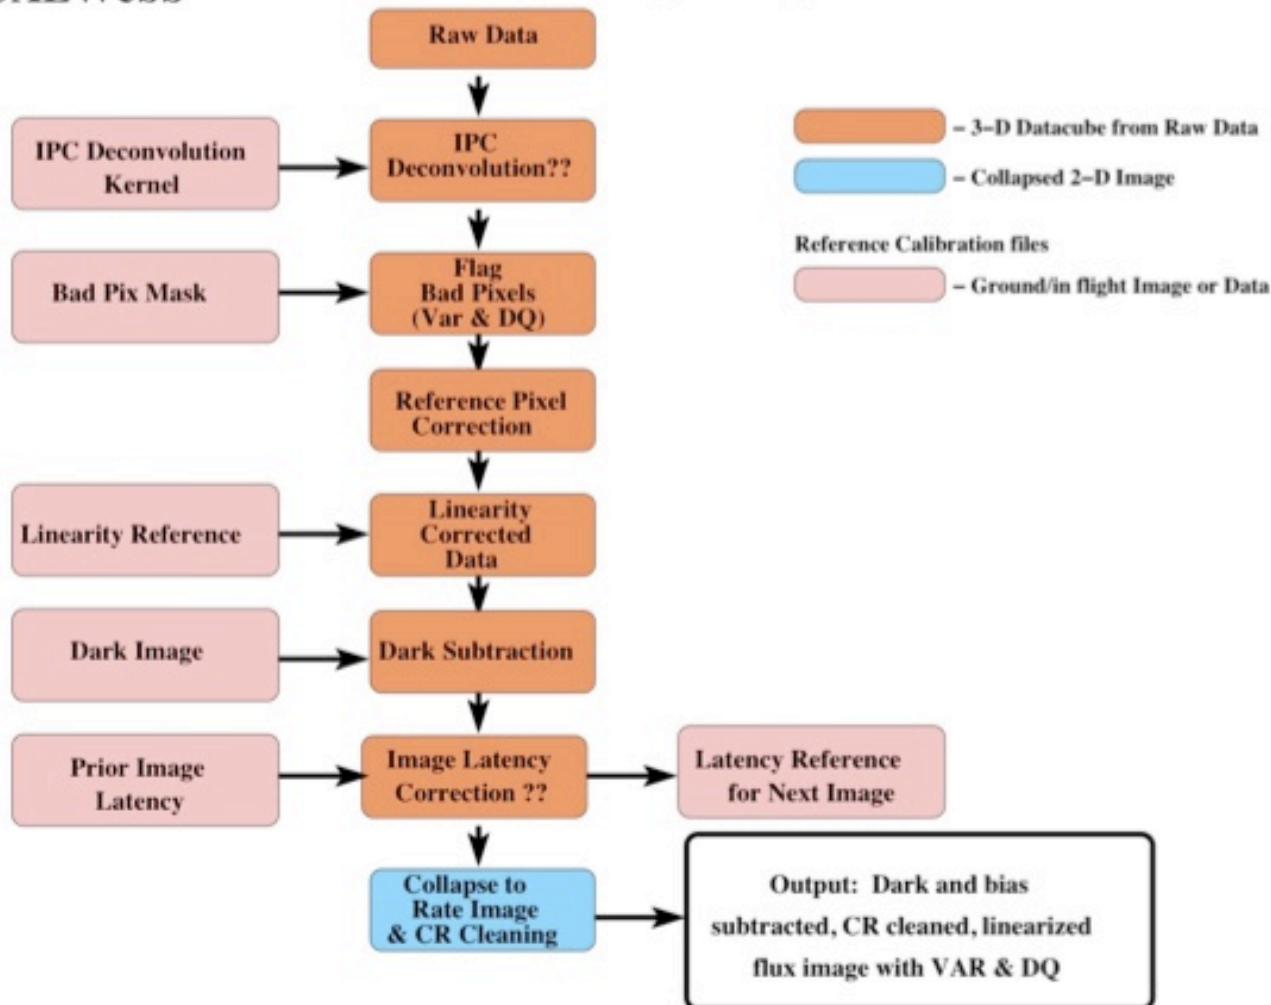 Raw Data
IPC Deconvolution
Kernel
IPC
Deconvolution??
– 3–D Datacube from Raw Data
– Collapsed 2–D Image
Reference Calibration files
– Ground/in flight Image or Data
Bad Pix Mask
Flag
Bad Pixels
(Var & DQ)
Reference Pixel
Correction
Linearity Reference
Linearity
Corrected
Data
Dark Image
Dark Subtraction
Prior Image
Latency
Image Latency
Correction ??
Latency Reference
for Next Image
Collapse to
Rate Image
& CR Cleaning
Output: Dark and bias
subtracted, CR cleaned, linearized
flux image with VAR & DQ